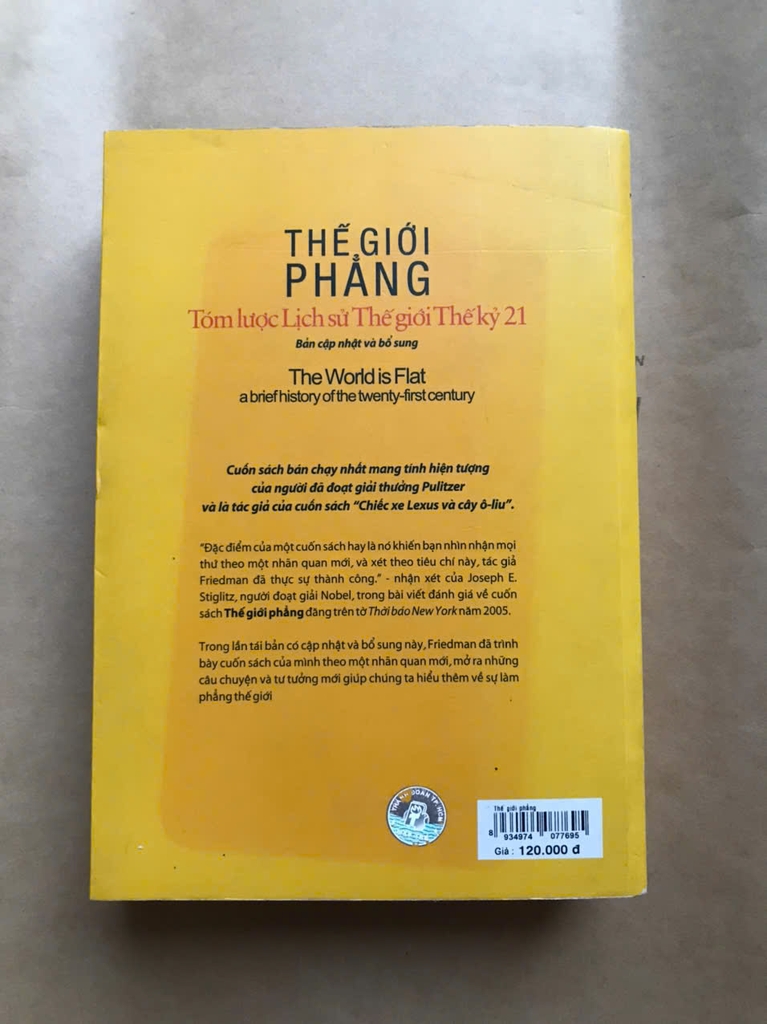 THẾ GIỚI
PHẲNG
Tóm lược Lịch sử Thế giới Thế kỷ 21
Bản cập nhật và bổ sung
The World is Flat
a brief history of the twenty-first century
Cuốn sách bán chạy nhất mang tính hiện tượng
của người đã đoạt giải thưởng Pulitzer
và là tác giả của cuốn sách “Chiếc xe Lexus và cây ô-liu”.
“Đặc điểm của một cuốn sách hay là nó khiến bạn nhìn nhận mọi
thứ theo một nhãn quan mới, và xét theo tiêu chí này, tác giả
Friedman đã thực sự thành công.” - nhận xét của Joseph E.
Stiglitz, người đoạt giải Nobel, trong bài viết đánh giá về cuốn
sách Thế giới phẳng đăng trên tờ Thời báo New York năm 2005.
Trong lần tái bản có cập nhật và bổ sung này, Friedman đã trình
bày cuốn sách của mình theo một nhãn quan mới, mở ra những
câu chuyện và tư tưởng mới giúp chúng ta hiểu thêm về sự làm
phẳng thế giới
THÀNH ĐOÀN TP. HCM
Thế giới phẳng
8 934974 077695
Giá : 120.000 đ